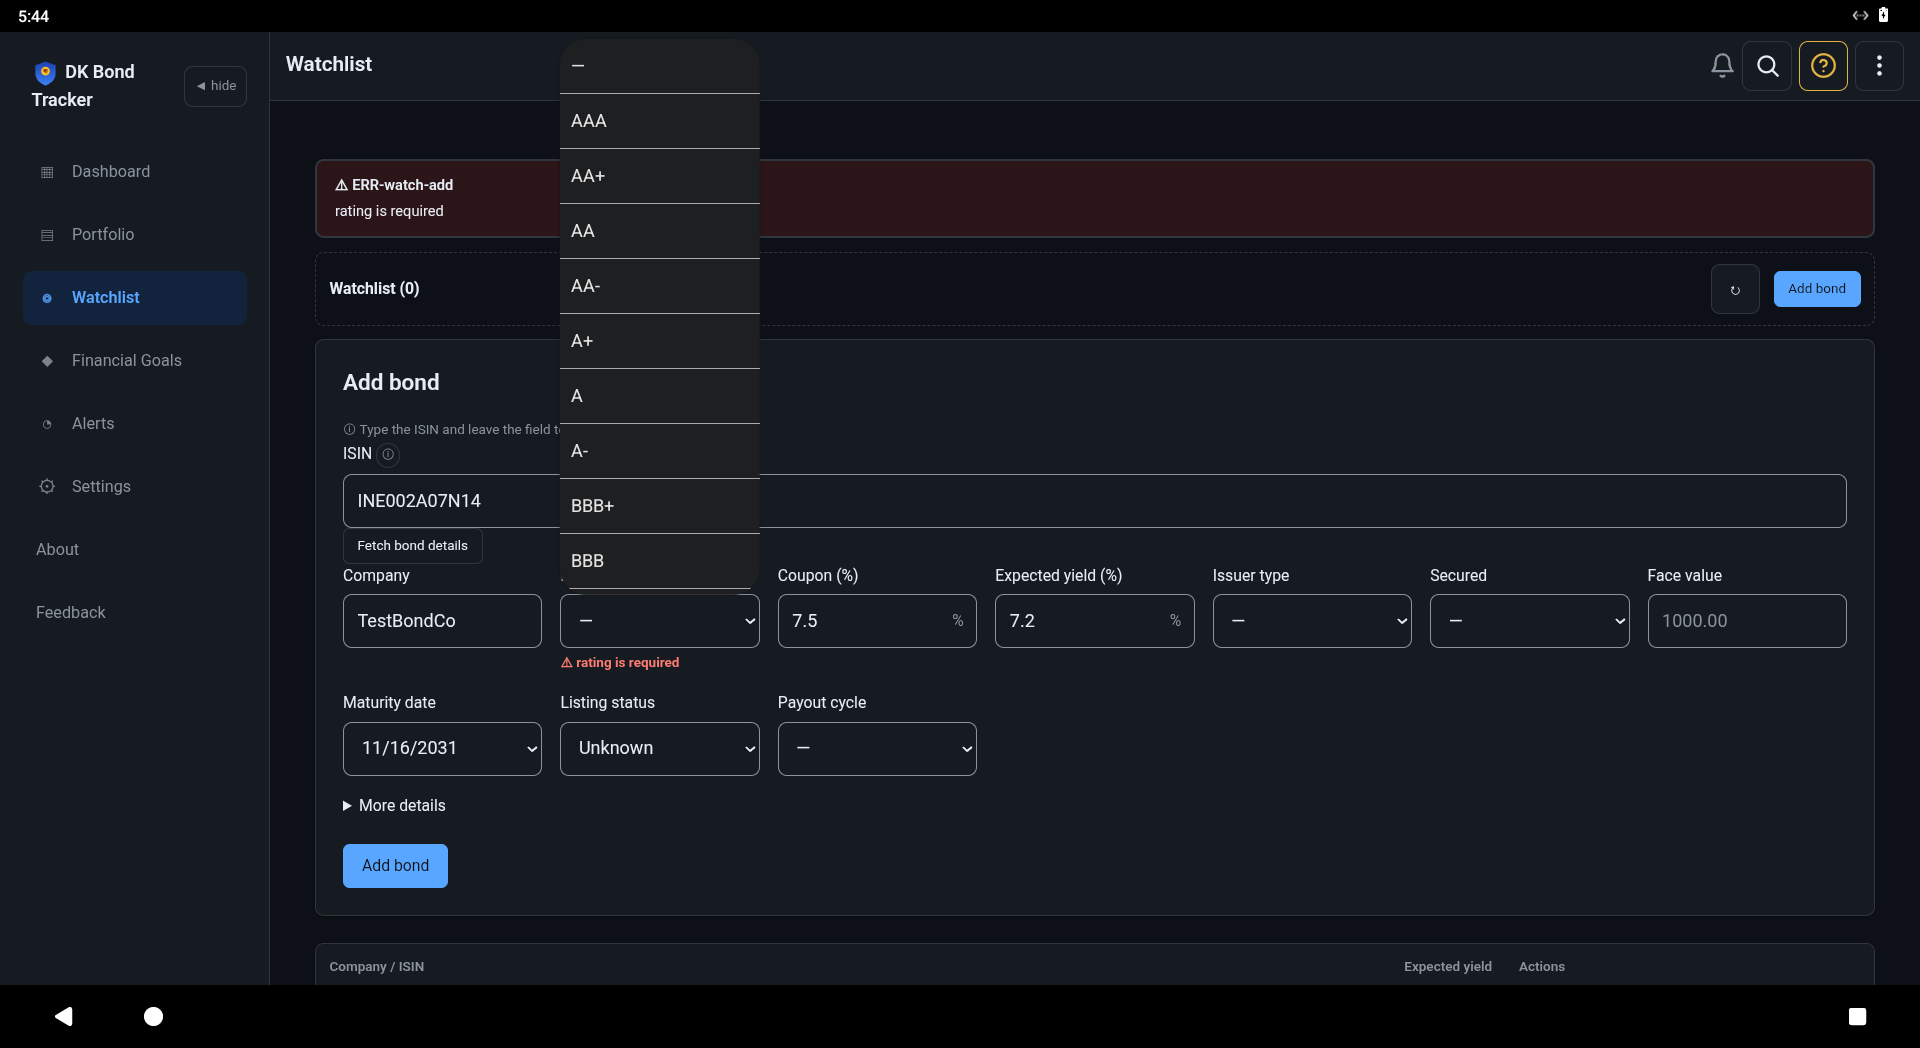 5:44
DK Bond
Tracker
◄ hide
Dashboard
Portfolio
Watchlist
Financial Goals
Alerts
Settings
About
Feedback
Watchlist
—
AAA
AA+
AA
AA-
A+
A
A-
BBB+
BBB
⚠ ERR-watch-add
rating is required
Watchlist (0)
Add bond
Add bond
ⓘ Type the ISIN and leave the field
ISIN ⓘ
INE002A07N14
Fetch bond details
Company
Coupon (%)
Expected yield (%)
Issuer type
Secured
Face value
TestBondCo
—
7.5 %
7.2 %
—
—
1000.00
⚠ rating is required
Maturity date
Listing status
Payout cycle
11/16/2031
Unknown
—
▶ More details
Add bond
Company / ISIN
Expected yield
Actions